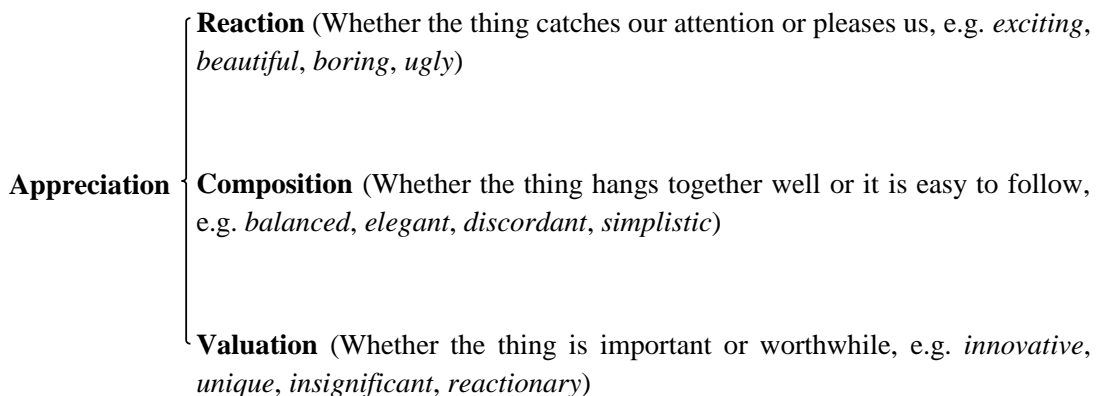 Reaction (Whether the thing catches our attention or pleases us, e.g. exciting,
beautiful, boring, ugly)
Appreciation
Composition (Whether the thing hangs together well or it is easy to follow,
e.g. balanced, elegant, discordant, simplistic)
Valuation (Whether the thing is important or worthwhile, e.g. innovative,
unique, insignificant, reactionary)